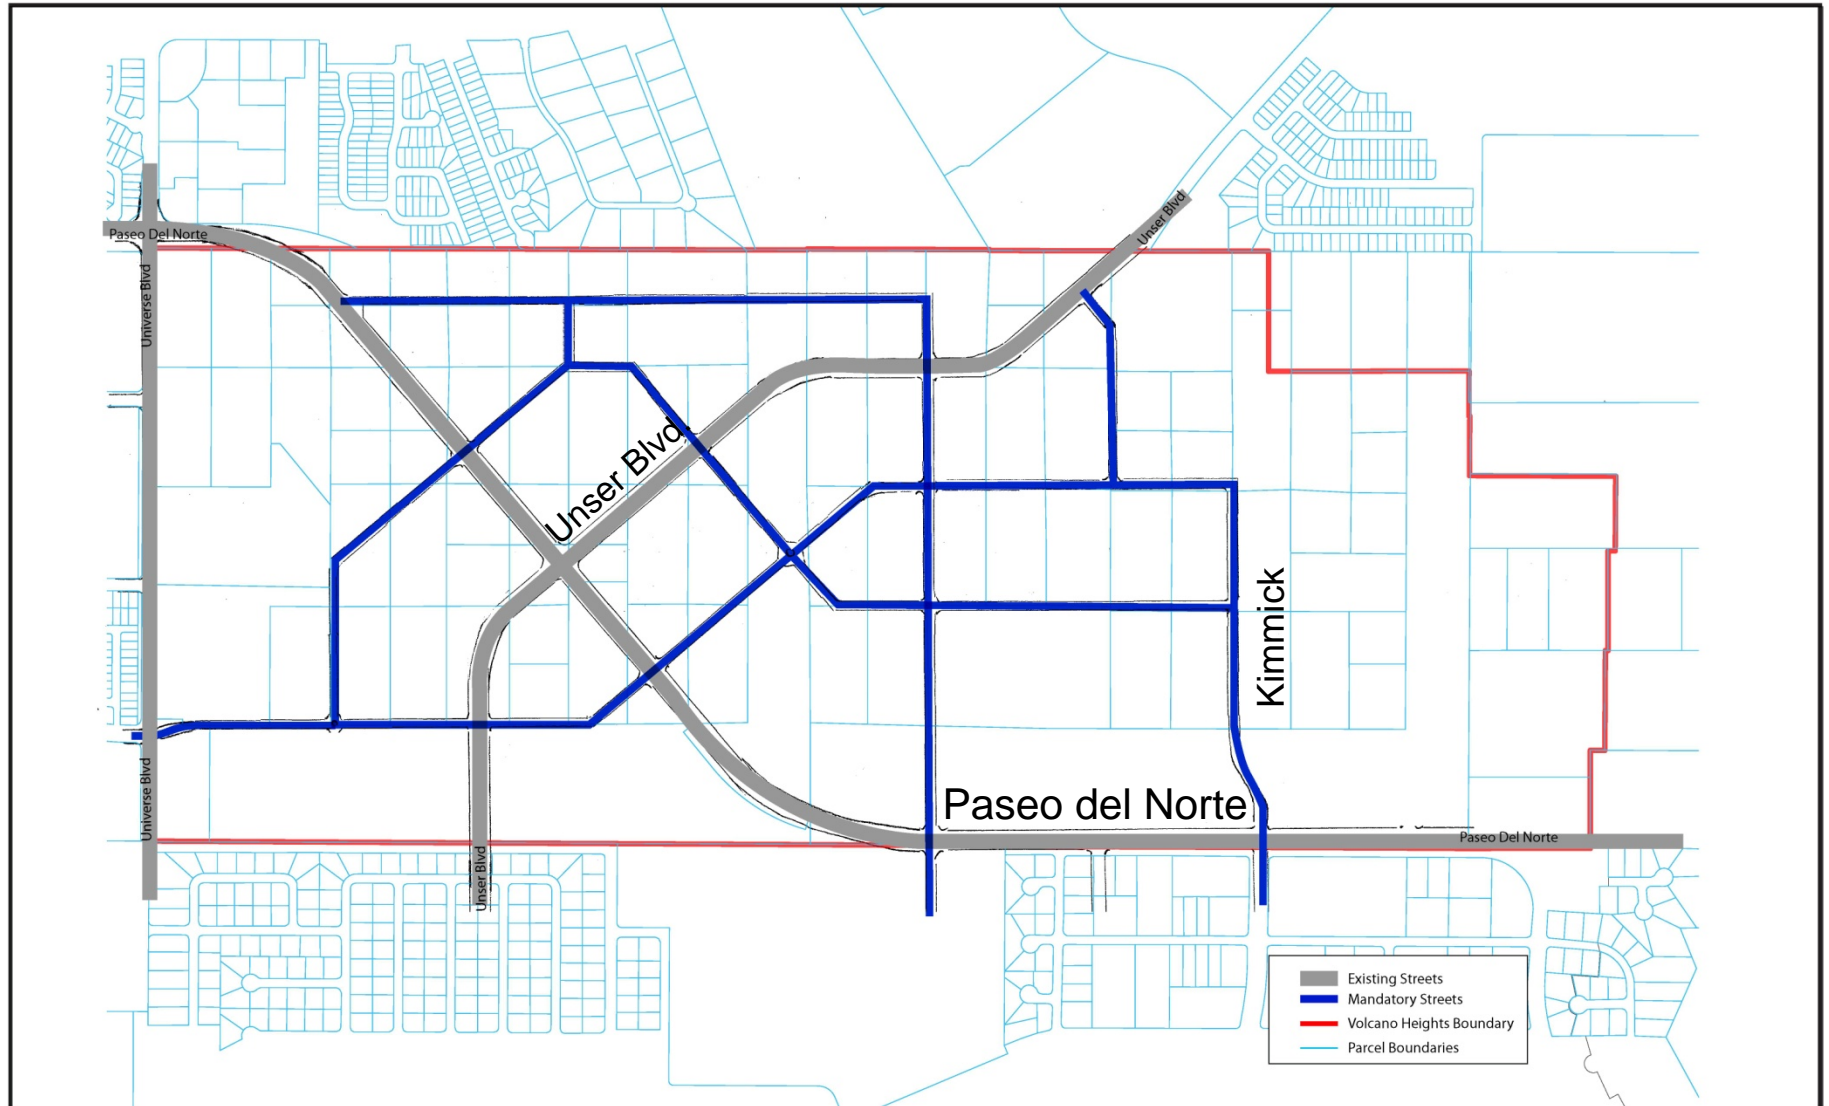 Unser Blvd
Paseo Del Norte
Universe Blvd
Unser Blvd.
Kimmick
Universe Blvd
Paseo del Norte
Paseo Del Norte
Unser Blvd
Existing Streets
Mandatory Streets
Volcano Heights Boundary
Parcel Boundaries